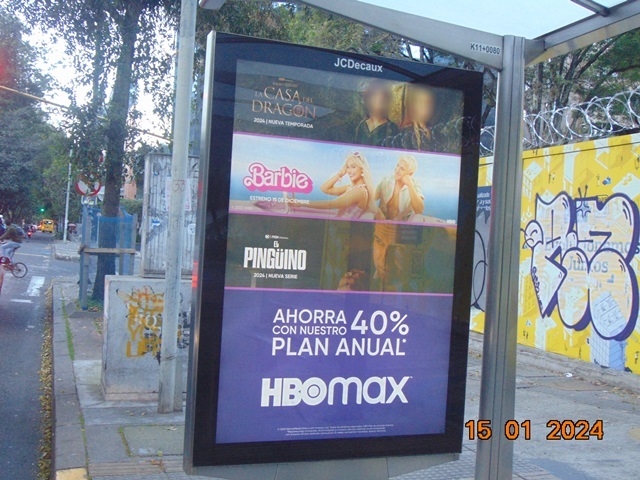 K11+0080
JCDecaux
LA CASA DEL
DRAGÓN
2024 | NUEVA TEMPORADA
Barbie
ESTRENO 15 DE DICIEMBRE
EL
PINGÜINO
2024 | NUEVA SERIE
AHORRA
CON NUESTRO
40%
PLAN ANUAL*
HBOmax
15 01 2024